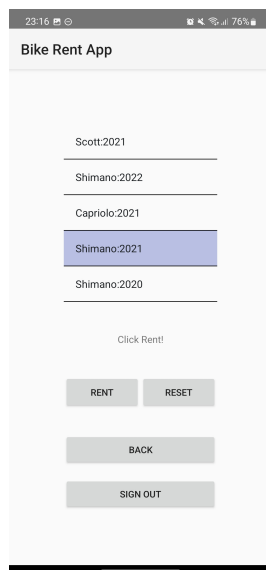 23:16 76%
Bike Rent App
Scott:2021
Shimano:2022
Capriolo:2021
Shimano:2021
Shimano:2020
Click Rent!
RENT RESET
BACK
SIGN OUT